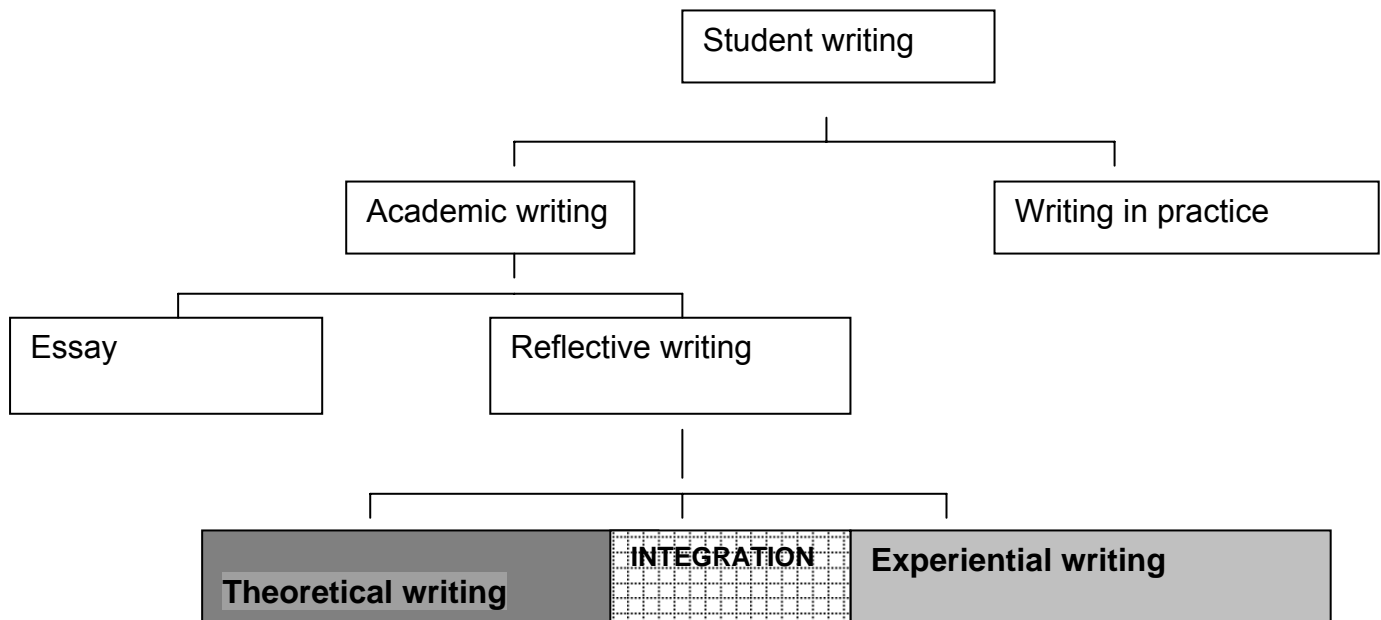 Student writing
Academic writing
Writing in practice
Essay
Reflective writing
Theoretical writing
INTEGRATION
Experiential writing